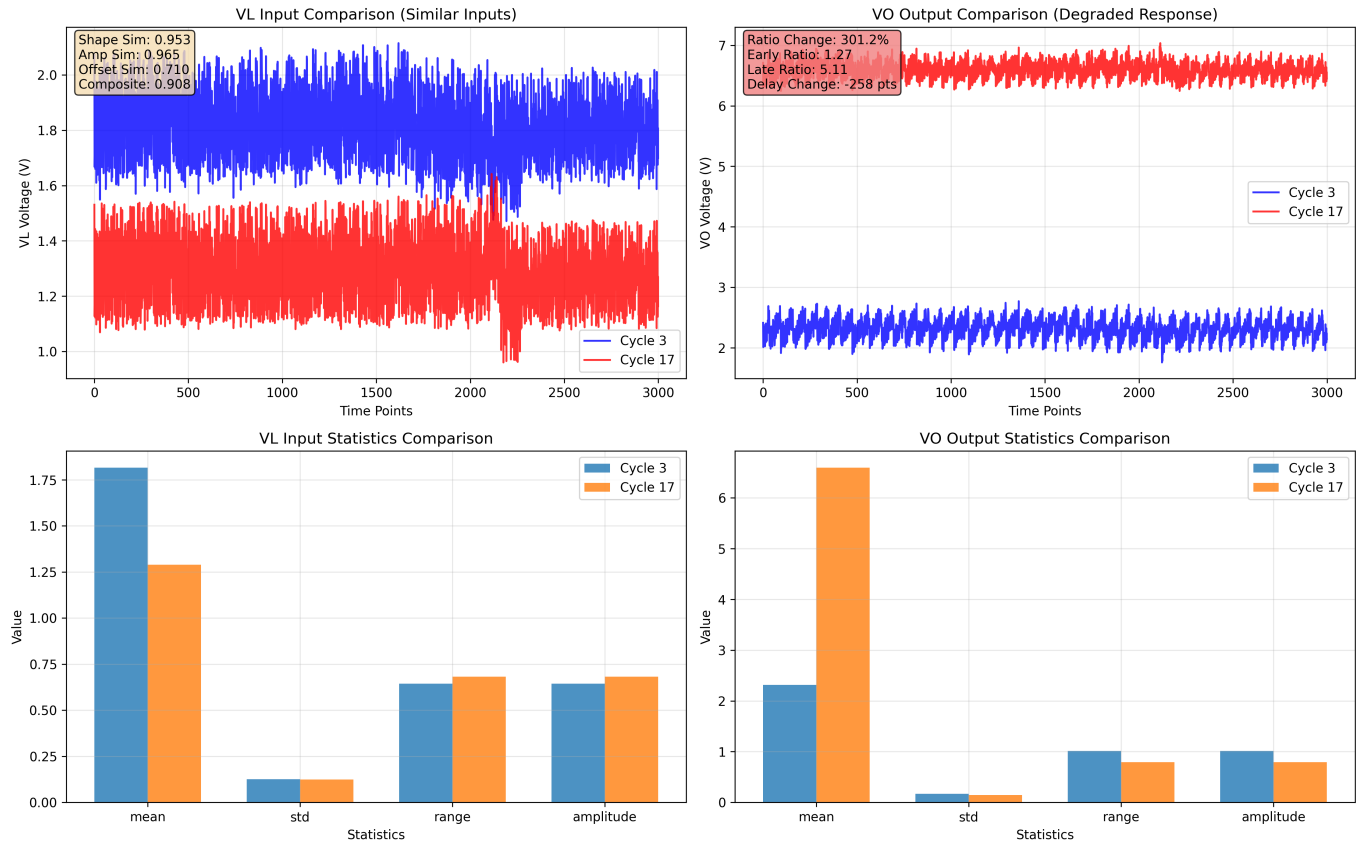 VL Input Comparison (Similar Inputs)
Shape Sim: 0.953
Amp Sim: 0.965
Offset Sim: 0.710
Composite: 0.908
VL Voltage (V)
2.0
1.8
1.6
1.4
1.2
1.0
0 500 1000 1500 2000 2500 3000
Time Points
Cycle 3
Cycle 17
VO Output Comparison (Degraded Response)
Ratio Change: 301.2%
Early Ratio: 1.27
Late Ratio: 5.11
Delay Change: -258 pts
VO Voltage (V)
7
6
5
4
3
2
0 500 1000 1500 2000 2500 3000
Time Points
Cycle 3
Cycle 17
VL Input Statistics Comparison
Value
1.75
1.50
1.25
1.00
0.75
0.50
0.25
0.00
mean std range amplitude
Statistics
Cycle 3
Cycle 17
VO Output Statistics Comparison
Value
6
5
4
3
2
1
0
mean std range amplitude
Statistics
Cycle 3
Cycle 17